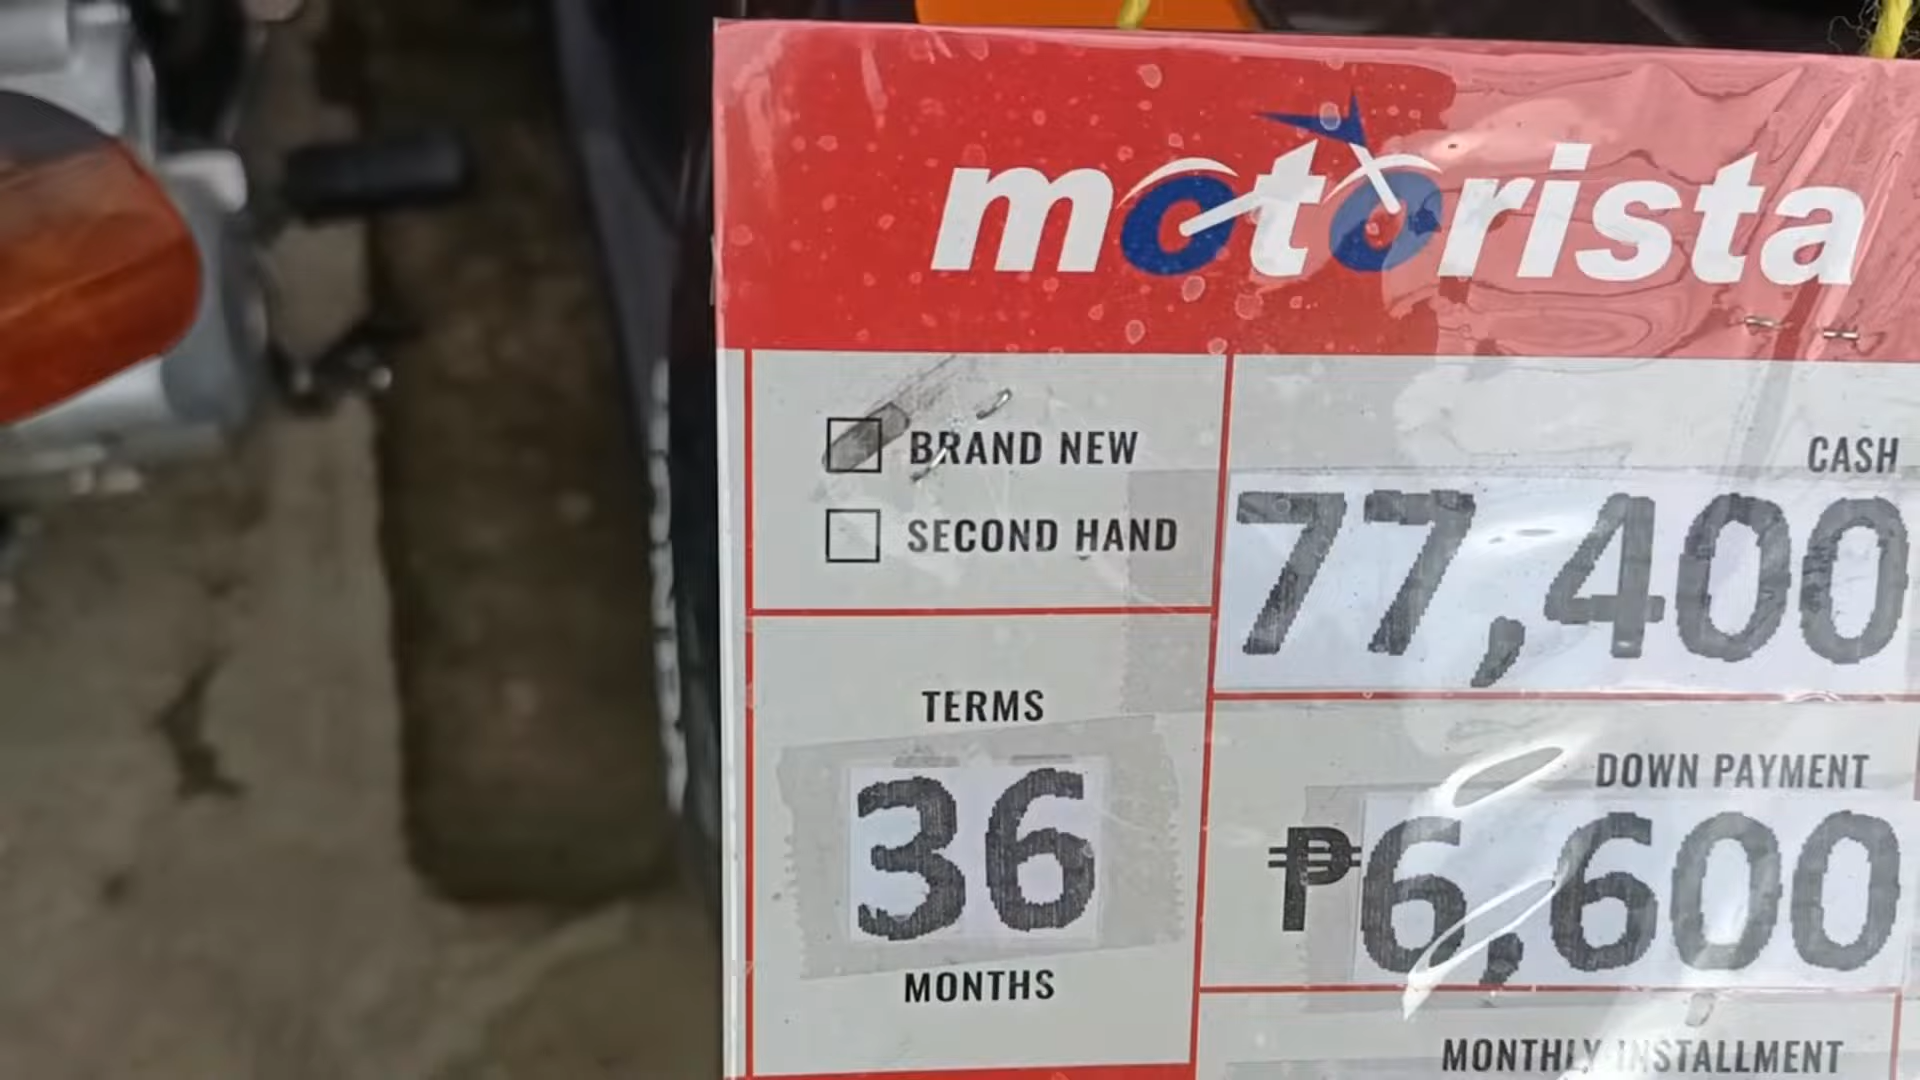 motorista
BRAND NEW
SECOND HAND
CASH
77,400
TERMS
36
MONTHS
DOWN PAYMENT
₱6,600
MONTHLY INSTALLMENT